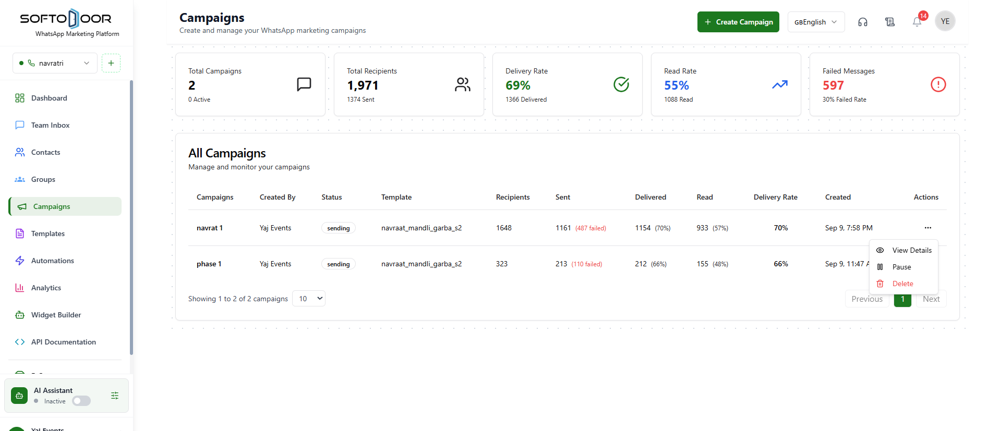 SOFTODOOR
WhatsApp Marketing Platform
navratri
Dashboard
Team Inbox
Contacts
Groups
Campaigns
Templates
Automations
Analytics
Widget Builder
API Documentation
AI Assistant
Inactive
Yaj Events
Campaigns
Create and manage your WhatsApp marketing campaigns
Create Campaign
GBEnglish
14
YE
Total Campaigns
2
0 Active
Total Recipients
1,971
1374 Sent
Delivery Rate
69%
1366 Delivered
Read Rate
55%
1088 Read
Failed Messages
597
30% Failed Rate
All Campaigns
Manage and monitor your campaigns
Campaigns Created By Status Template Recipients Sent Delivered Read Delivery Rate Created Actions
navrat 1 Yaj Events sending navraat_mandli_garba_s2 1648 1161 (487 failed) 1154 (70%) 933 (57%) 70% Sep 9, 7:58 PM
phase 1 Yaj Events sending navraat_mandli_garba_s2 323 213 (110 failed) 212 (66%) 155 (48%) 66% Sep 9, 11:47 A
View Details
Pause
Delete
Showing 1 to 2 of 2 campaigns 10
Previous 1 Next